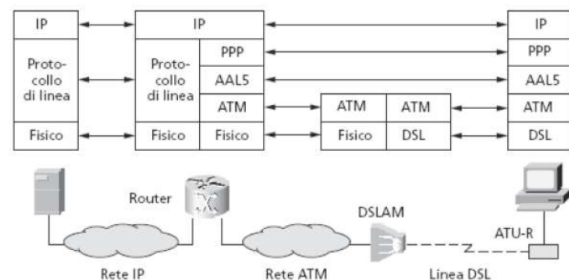 IP IP IP
PPP PPP
Proto-
collo
di linea
Proto-
collo
di linea
AAL5 AAL5
ATM ATM ATM ATM
Fisico Fisico Fisico Fisico DSL DSL
Router
DSLAM
ATU-R
Rete IP Rete ATM Linea DSL